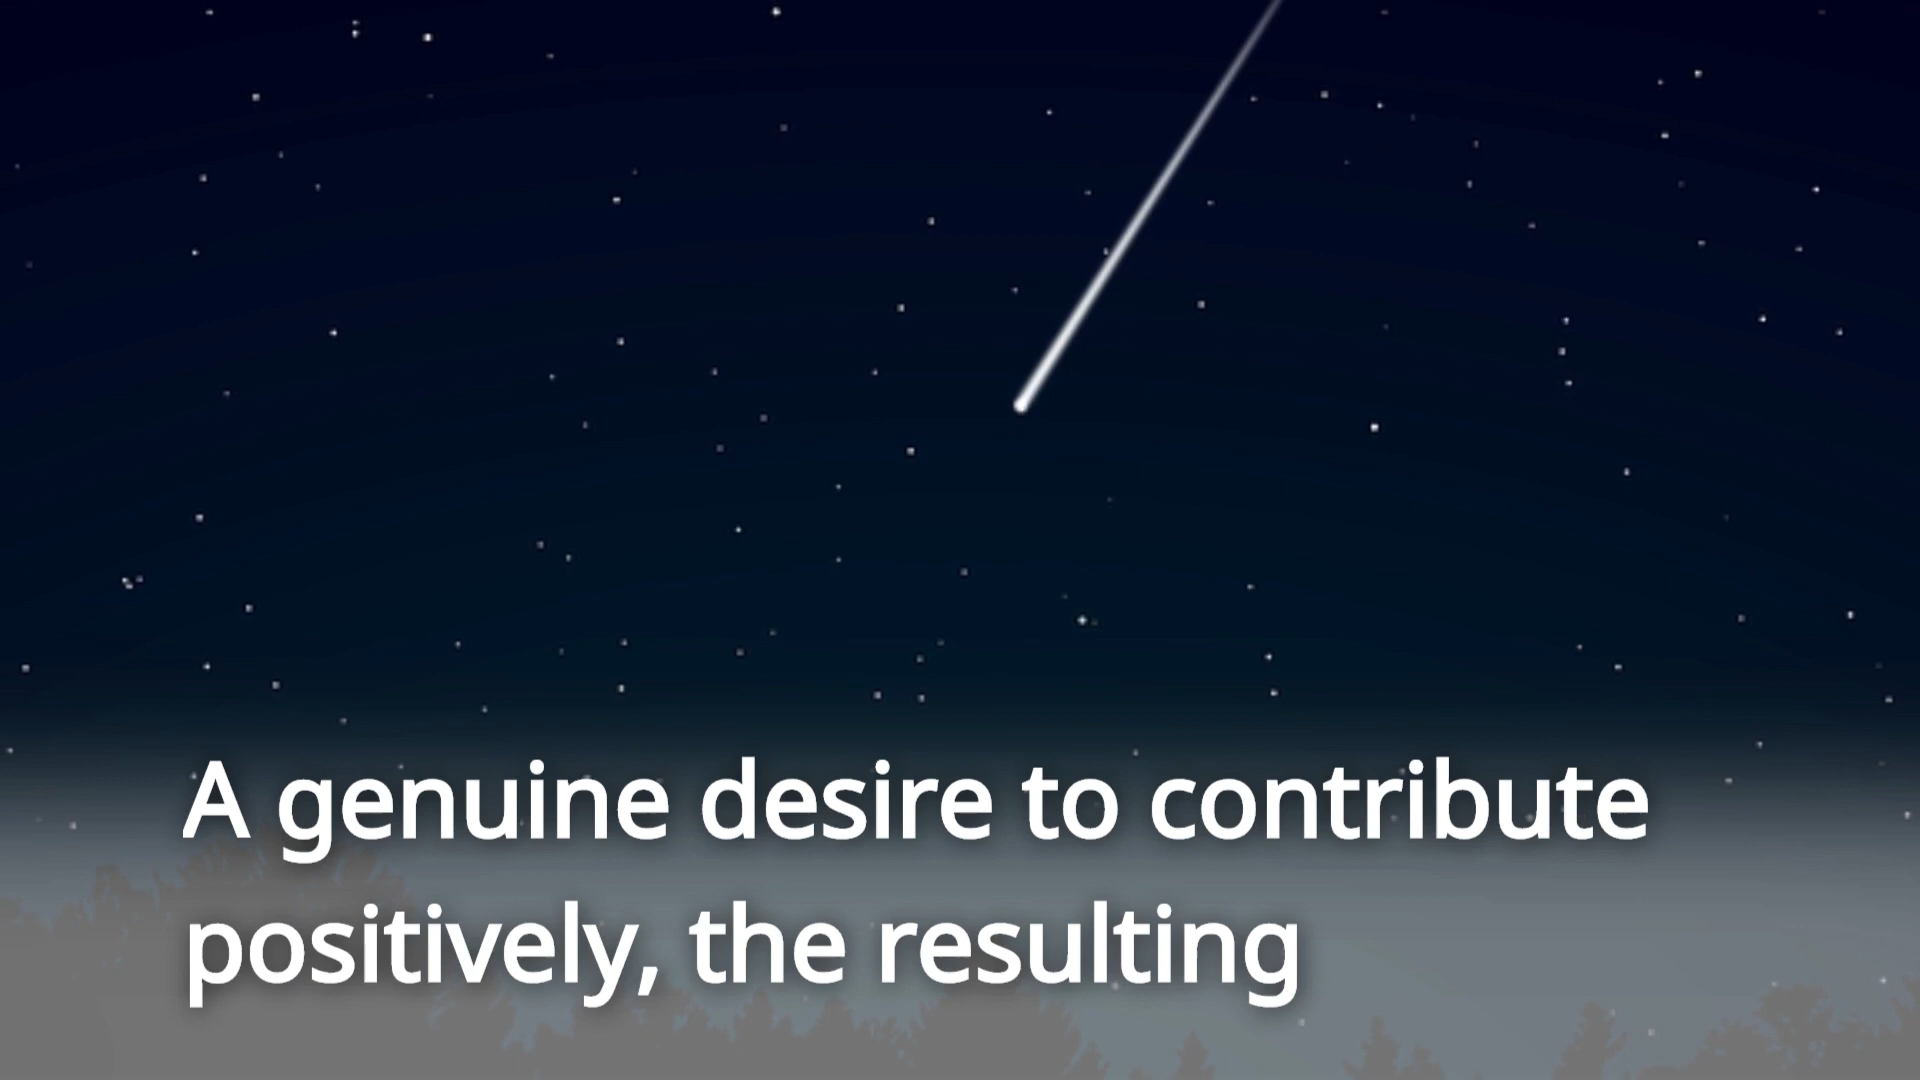 A genuine desire to contribute
positively, the resulting